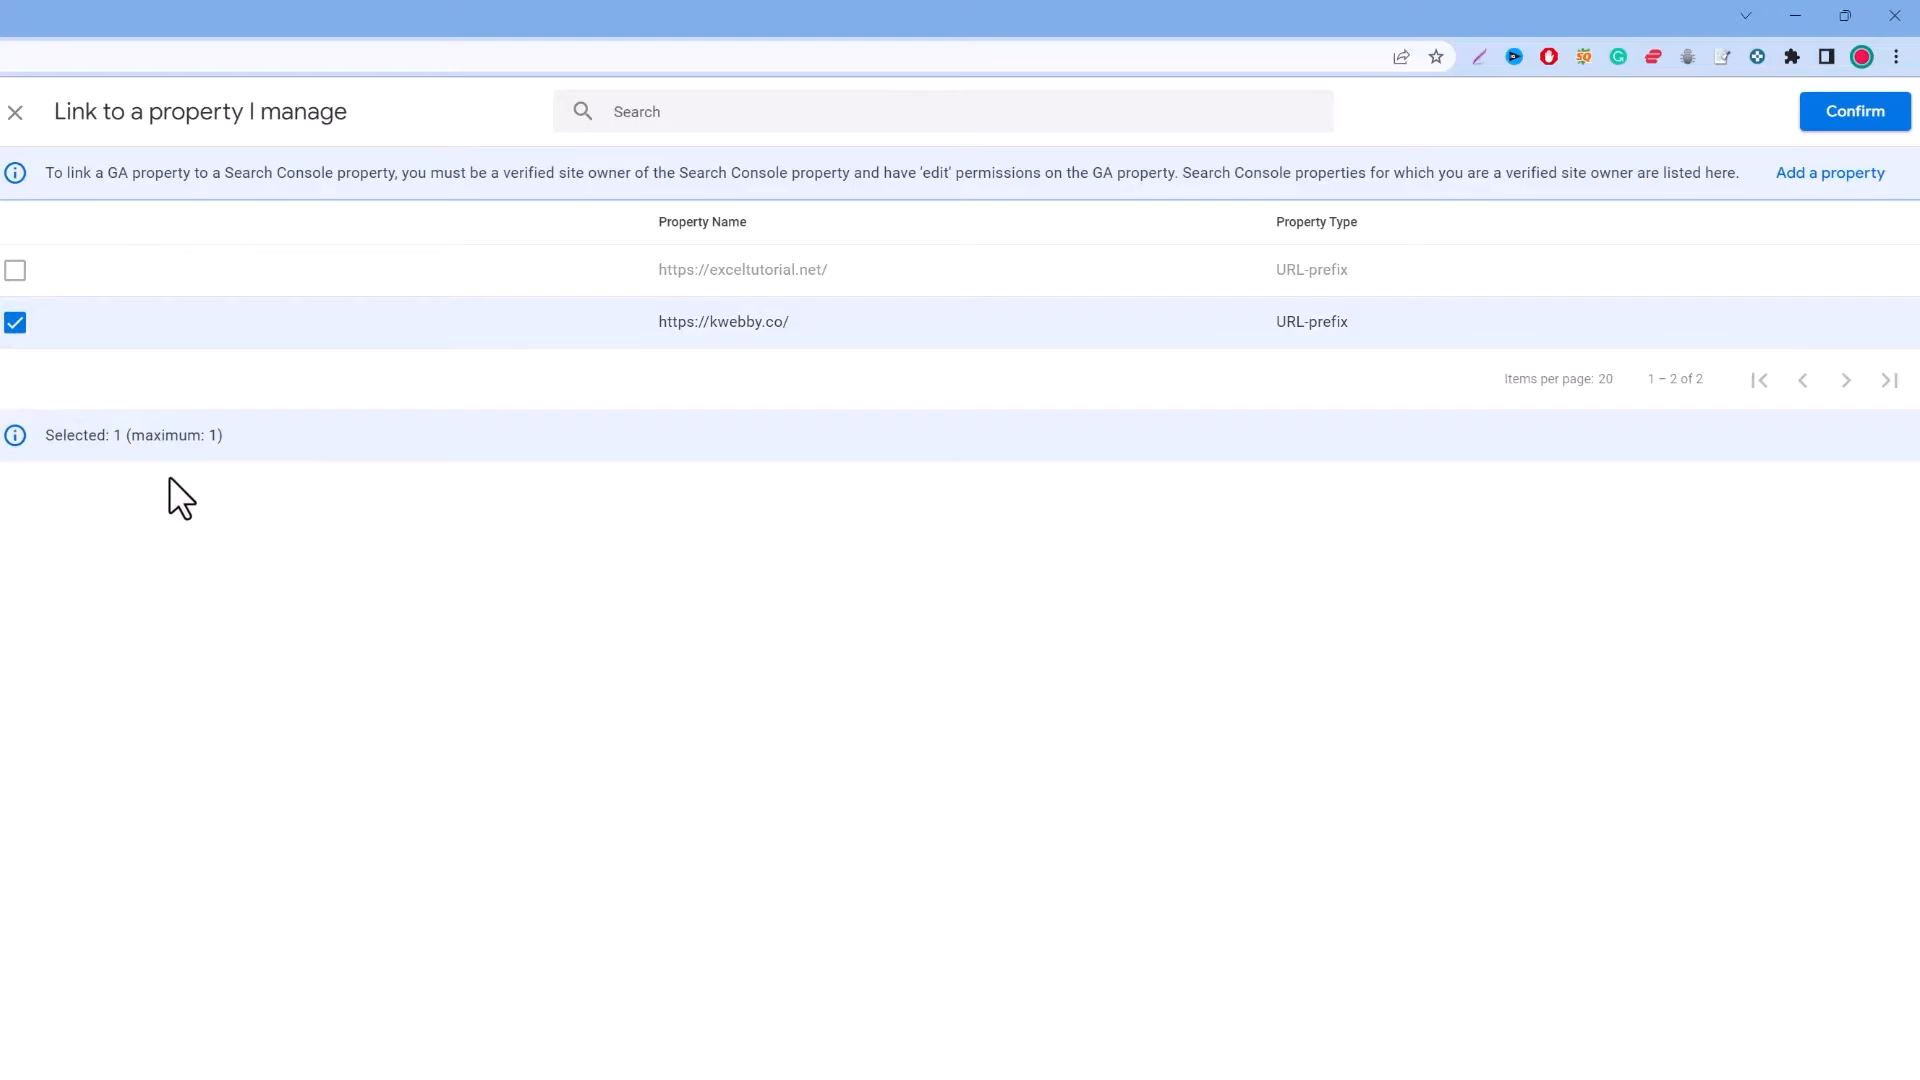 Link to a property I manage
Search
Confirm
To link a GA property to a Search Console property, you must be a verified site owner of the Search Console property and have 'edit' permissions on the GA property. Search Console properties for which you are a verified site owner are listed here.
Add a property
Property Name
Property Type
https://exceltutorial.net/
URL-prefix
https://kwebby.co/
URL-prefix
Items per page: 20
1 – 2 of 2
Selected: 1 (maximum: 1)